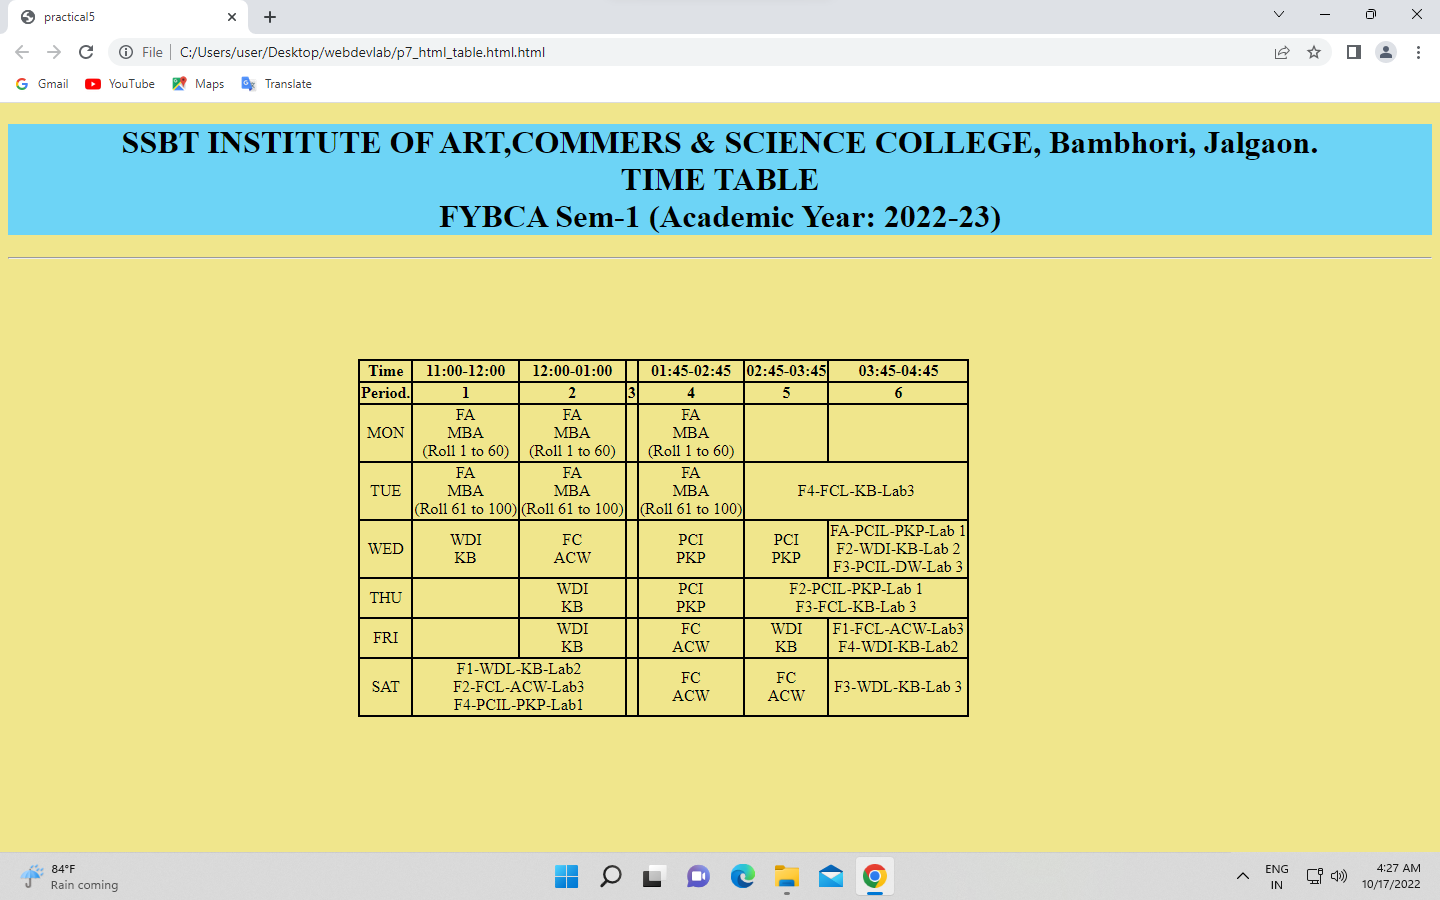 practical5
File
C:/Users/user/Desktop/webdevlab/p7_html_table.html.html
Gmail YouTube Maps Translate
SSBT INSTITUTE OF ART,COMMERS & SCIENCE COLLEGE, Bambhori, Jalgaon.
TIME TABLE
FYBCA Sem-1 (Academic Year: 2022-23)
Time 11:00-12:00 12:00-01:00 01:45-02:45 02:45-03:45 03:45-04:45
Period. 1 2 3 4 5 6
MON
FA
MBA
(Roll 1 to 60)
FA
MBA
(Roll 1 to 60)
FA
MBA
(Roll 1 to 60)
TUE
FA
MBA
(Roll 61 to 100)
FA
MBA
(Roll 61 to 100)
FA
MBA
(Roll 61 to 100)
F4-FCL-KB-Lab3
WED
WDI
KB
FC
ACW
PCI
PKP
PCI
PKP
FA-PCIL-PKP-Lab 1
F2-WDI-KB-Lab 2
F3-PCIL-DW-Lab 3
THU
WDI
KB
PCI
PKP
F2-PCIL-PKP-Lab 1
F3-FCL-KB-Lab 3
FRI
WDI
KB
FC
ACW
WDI
KB
F1-FCL-ACW-Lab3
F4-WDI-KB-Lab2
SAT
F1-WDL-KB-Lab2
F2-FCL-ACW-Lab3
F4-PCIL-PKP-Lab1
FC
ACW
FC
ACW
F3-WDL-KB-Lab 3
84°F
Rain coming
ENG
IN
4:27 AM
10/17/2022